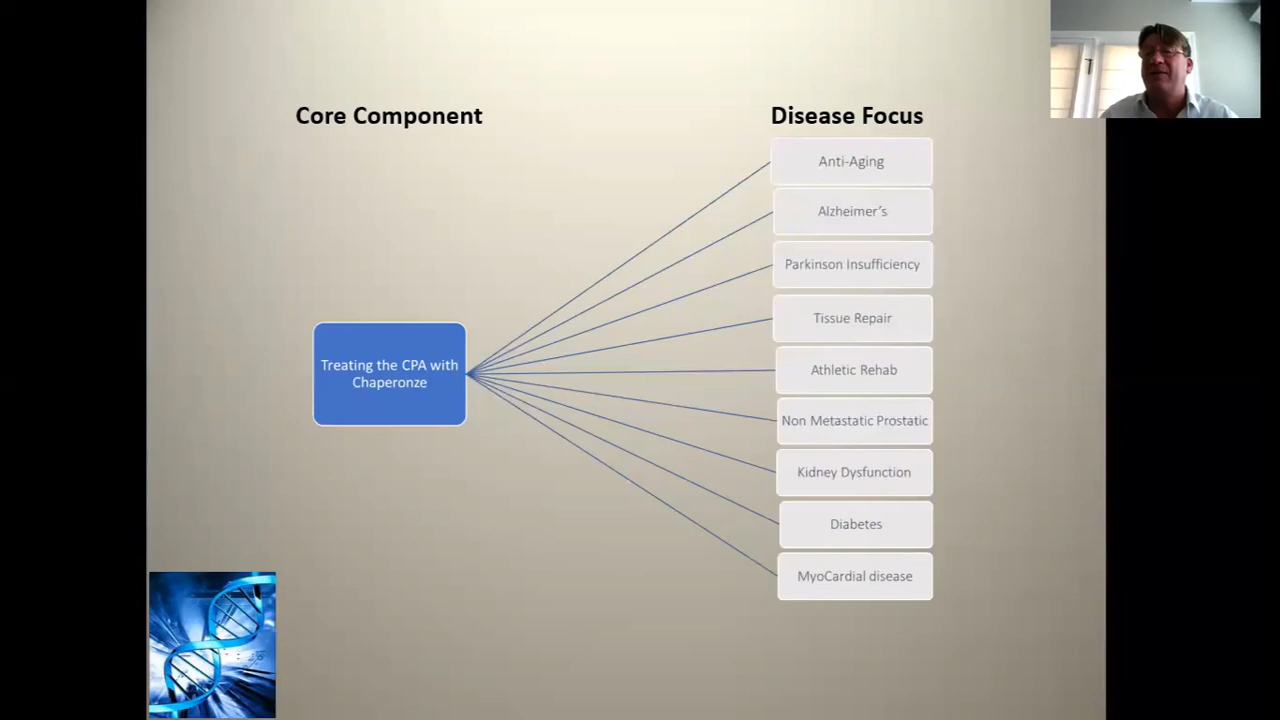 Core Component
Disease Focus
Treating the CPA with
Chaperonze
Anti-Aging
Alzheimer's
Parkinson Insufficiency
Tissue Repair
Athletic Rehab
Non Metastatic Prostatic
Kidney Dysfunction
Diabetes
MyoCardial disease